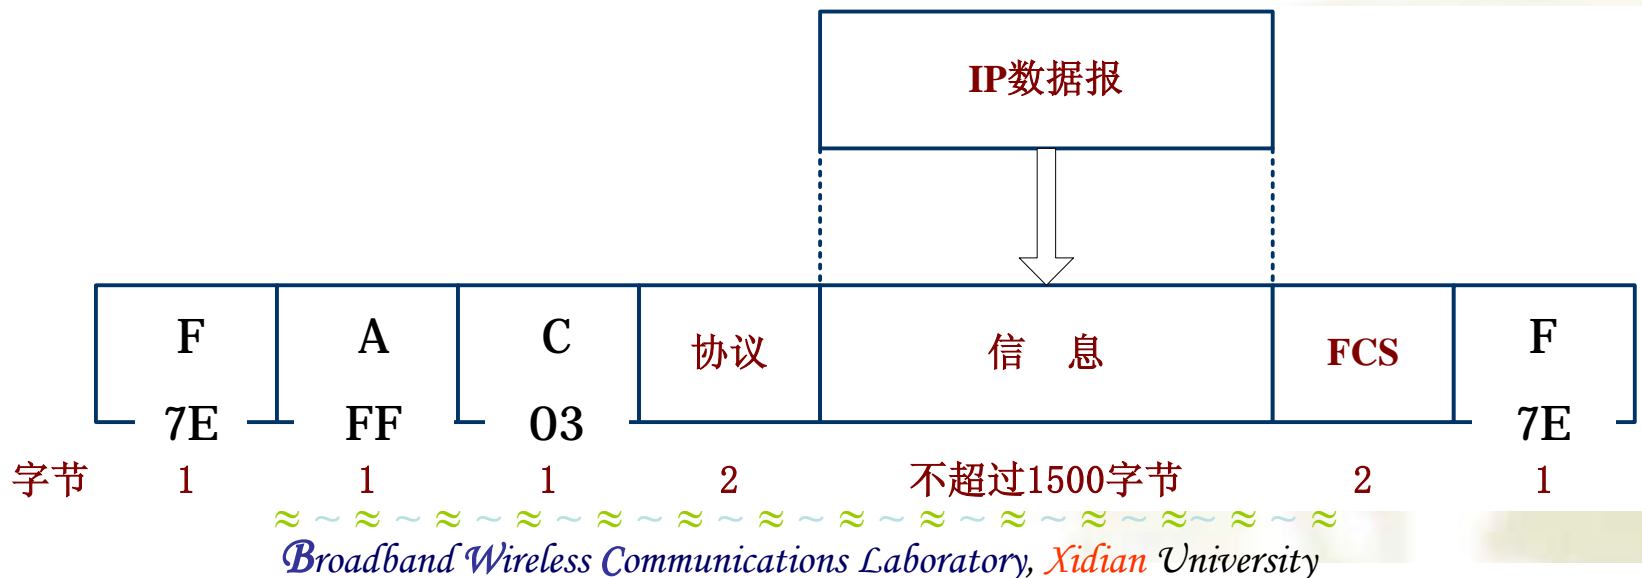 IP数据报
F A C 协议 信 息 FCS F
7E FF 03 7E
字节 1 1 1 2 不超过1500字节 2 1
Broadband Wireless Communications Laboratory, Xidian University